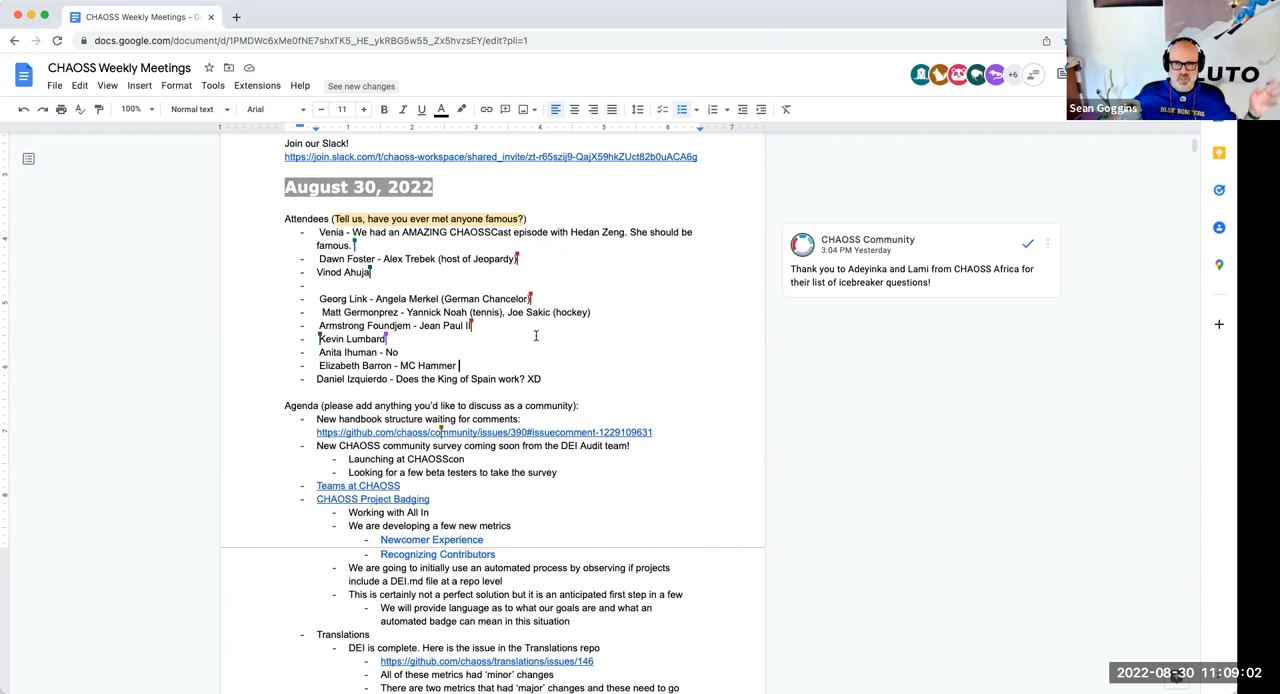 CHAOSS Weekly Meetings - G
docs.google.com/document/d/1PMDWc6xMe0fNE7shxTK5_HE_ykRBG5w55_Zx5hvzsEY/edit?pli=1
CHAOSS Weekly Meetings
File Edit View Insert Format Tools Extensions Help See new changes
+6
100% Normal text Arial 11
LUTO
BLUE BOMBERS
Sean Goggins
Join our Slack!
https://join.slack.com/t/chaoss-workspace/shared_invite/zt-r65szij9-QajX59hkZUct82b0uACA6g
August 30, 2022
Attendees (Tell us, have you ever met anyone famous?)
- Venia - We had an AMAZING CHAOSSCast episode with Hedan Zeng. She should be
famous.
- Dawn Foster - Alex Trebek (host of Jeopardy)
- Vinod Ahuja
-
- Georg Link - Angela Merkel (German Chancelor)
- Matt Germonprez - Yannick Noah (tennis), Joe Sakic (hockey)
- Armstrong Foundjem - Jean Paul II
- Kevin Lumbard
- Anita Ihuman - No
- Elizabeth Barron - MC Hammer
- Daniel Izquierdo - Does the King of Spain work? XD
Agenda (please add anything you'd like to discuss as a community):
- New handbook structure waiting for comments:
https://github.com/chaoss/community/issues/390#issuecomment-1229109631
- New CHAOSS community survey coming soon from the DEI Audit team!
- Launching at CHAOSScon
- Looking for a few beta testers to take the survey
- Teams at CHAOSS
- CHAOSS Project Badging
- Working with All In
- We are developing a few new metrics
- Newcomer Experience
- Recognizing Contributors
- We are going to initially use an automated process by observing if projects
include a DEI.md file at a repo level
- This is certainly not a perfect solution but it is an anticipated first step in a few
- We will provide language as to what our goals are and what an
automated badge can mean in this situation
- Translations
- DEI is complete. Here is the issue in the Translations repo
- https://github.com/chaoss/translations/issues/146
- All of these metrics had 'minor' changes
- There are two metrics that had 'major' changes and these need to go
CHAOSS Community
3:04 PM Yesterday
Thank you to Adeyinka and Lami from CHAOSS Africa for
their list of icebreaker questions!
2022-08-30 11:09:02